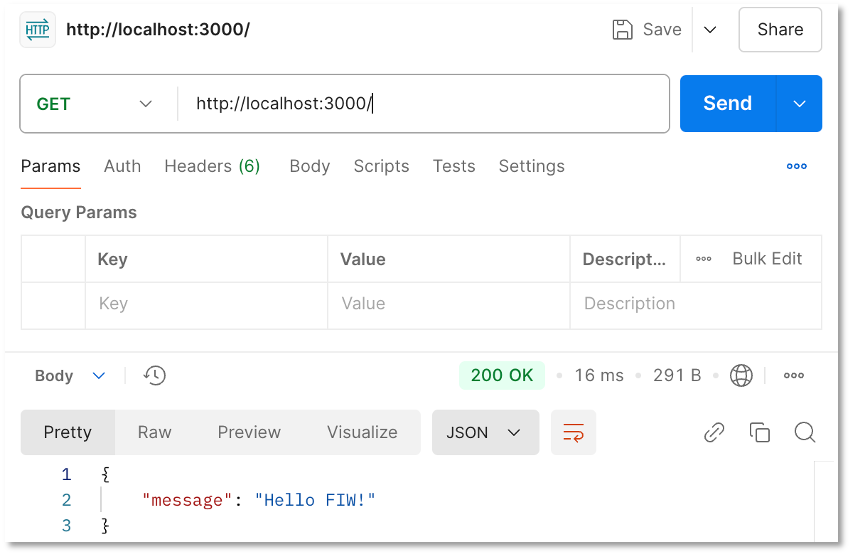 HTTP http://localhost:3000/ Save Share
GET http://localhost:3000/ Send
Params Auth Headers (6) Body Scripts Tests Settings
Query Params
Key Value Descript... Bulk Edit
Key Value Description
Body 200 OK 16 ms 291 B
Pretty Raw Preview Visualize JSON
1 {
2 "message": "Hello FIW!"
3 }